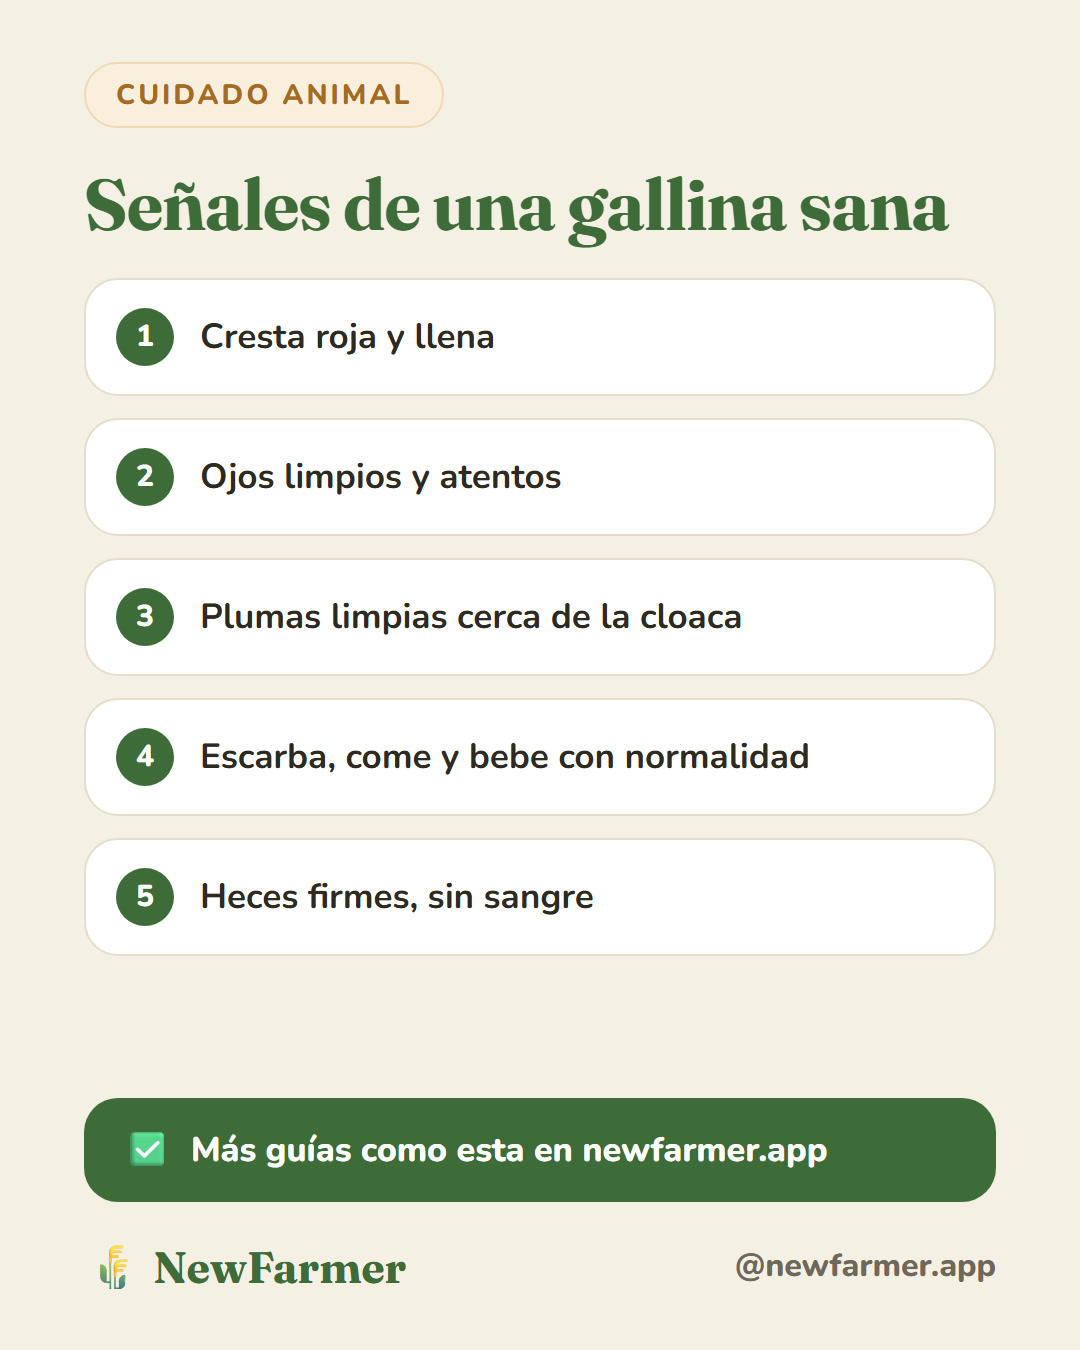 CUIDADO ANIMAL
Señales de una gallina sana
1 Cresta roja y llena
2 Ojos limpios y atentos
3 Plumas limpias cerca de la cloaca
4 Escarba, come y bebe con normalidad
5 Heces firmes, sin sangre
✅ Más guías como esta en newfarmer.app
NewFarmer
@newfarmer.app